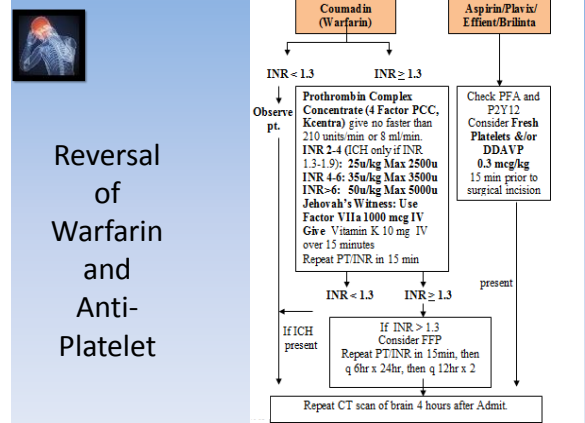 Reversal
of
Warfarin
and
Anti-
Platelet
Coumadin
(Warfarin)
Aspirin/Plavix/
Effient/Brilinta
INR < 1.3
INR ≥ 1.3
Observe
pt.
Prothrombin Complex
Concentrate (4 Factor PCC,
Kcentra) give no faster than
210 units/min or 8 ml/min.
INR 2-4 (ICH only if INR
1.3-1.9): 25u/kg Max 2500u
INR 4-6: 35u/kg Max 3500u
INR>6: 50u/kg Max 5000u
Jehovah's Witness: Use
Factor VIIa 1000 mcg IV
Give Vitamin K 10 mg IV
over 15 minutes
Repeat PT/INR in 15 min
Check PFA and
P2Y12
Consider Fresh
Platelets &/or
DDAVP
0.3 mcg/kg
15 min prior to
surgical incision
INR < 1.3
INR ≥ 1.3
present
If ICH
present
If INR > 1.3
Consider FFP
Repeat PT/INR in 15min, then
q 6hr x 24hr, then q 12hr x 2
Repeat CT scan of brain 4 hours after Admit.